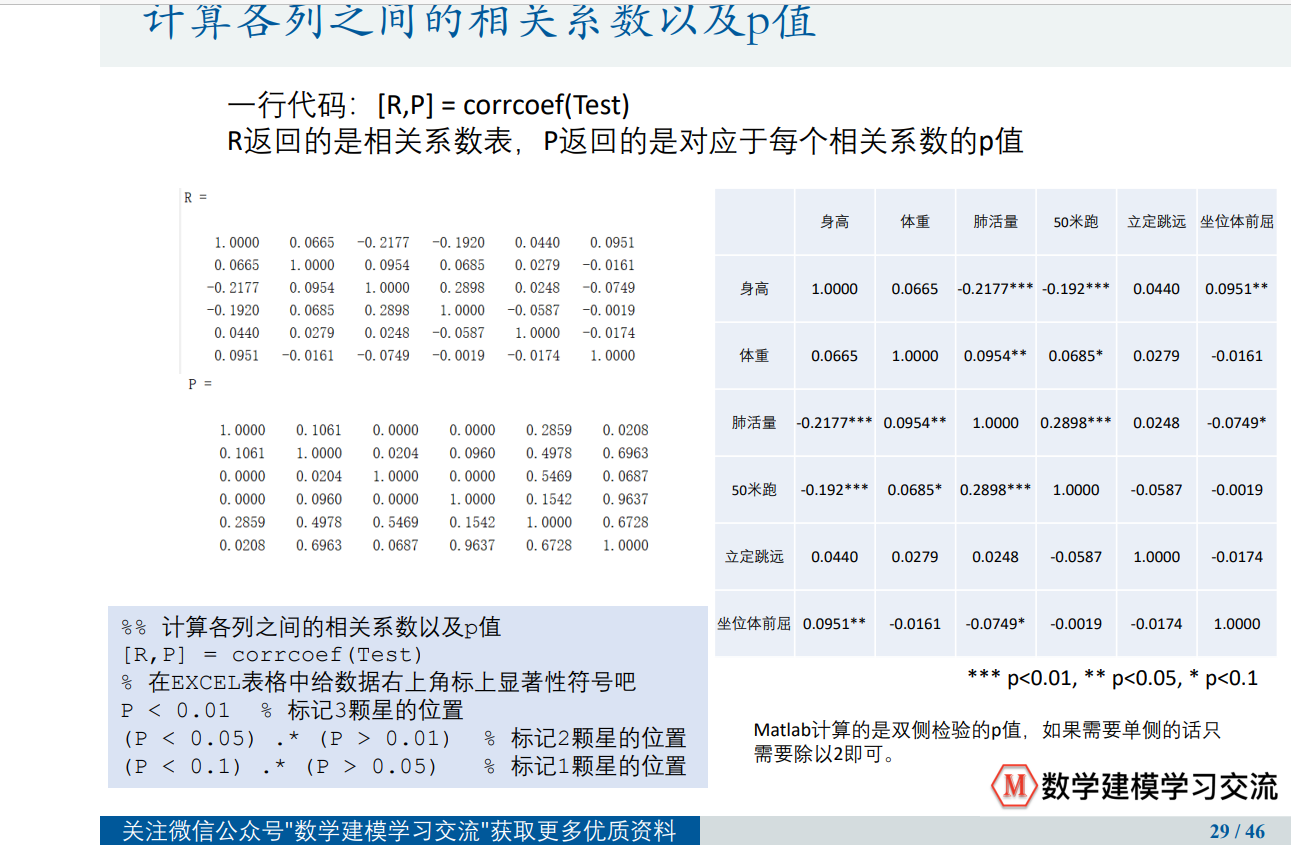 计算各列之间的相关系数以及p值
一行代码：[R,P] = corrcoef(Test)
R返回的是相关系数表，P返回的是对应于每个相关系数的p值
R =
1.0000 0.0665 -0.2177 -0.1920 0.0440 0.0951
0.0665 1.0000 0.0954 0.0685 0.0279 -0.0161
-0.2177 0.0954 1.0000 0.2898 0.0248 -0.0749
-0.1920 0.0685 0.2898 1.0000 -0.0587 -0.0019
0.0440 0.0279 0.0248 -0.0587 1.0000 -0.0174
0.0951 -0.0161 -0.0749 -0.0019 -0.0174 1.0000
P =
1.0000 0.1061 0.0000 0.0000 0.2859 0.0208
0.1061 1.0000 0.0204 0.0960 0.4978 0.6963
0.0000 0.0204 1.0000 0.0000 0.5469 0.0687
0.0000 0.0960 0.0000 1.0000 0.1542 0.9637
0.2859 0.4978 0.5469 0.1542 1.0000 0.6728
0.0208 0.6963 0.0687 0.9637 0.6728 1.0000
%% 计算各列之间的相关系数以及p值
[R,P] = corrcoef(Test)
% 在EXCEL表格中给数据右上角标上显著性符号吧
P < 0.01 % 标记3颗星的位置
(P < 0.05) .* (P > 0.01) % 标记2颗星的位置
(P < 0.1) .* (P > 0.05) % 标记1颗星的位置
身高 体重 肺活量 50米跑 立定跳远 坐位体前屈
身高 1.0000 0.0665 -0.2177*** -0.192*** 0.0440 0.0951**
体重 0.0665 1.0000 0.0954** 0.0685* 0.0279 -0.0161
肺活量 -0.2177*** 0.0954** 1.0000 0.2898*** 0.0248 -0.0749*
50米跑 -0.192*** 0.0685* 0.2898*** 1.0000 -0.0587 -0.0019
立定跳远 0.0440 0.0279 0.0248 -0.0587 1.0000 -0.0174
坐位体前屈 0.0951** -0.0161 -0.0749* -0.0019 -0.0174 1.0000
*** p<0.01, ** p<0.05, * p<0.1
Matlab计算的是双侧检验的p值，如果需要单侧的话只
需要除以2即可。
M 数学建模学习交流
关注微信公众号"数学建模学习交流"获取更多优质资料
29 / 46